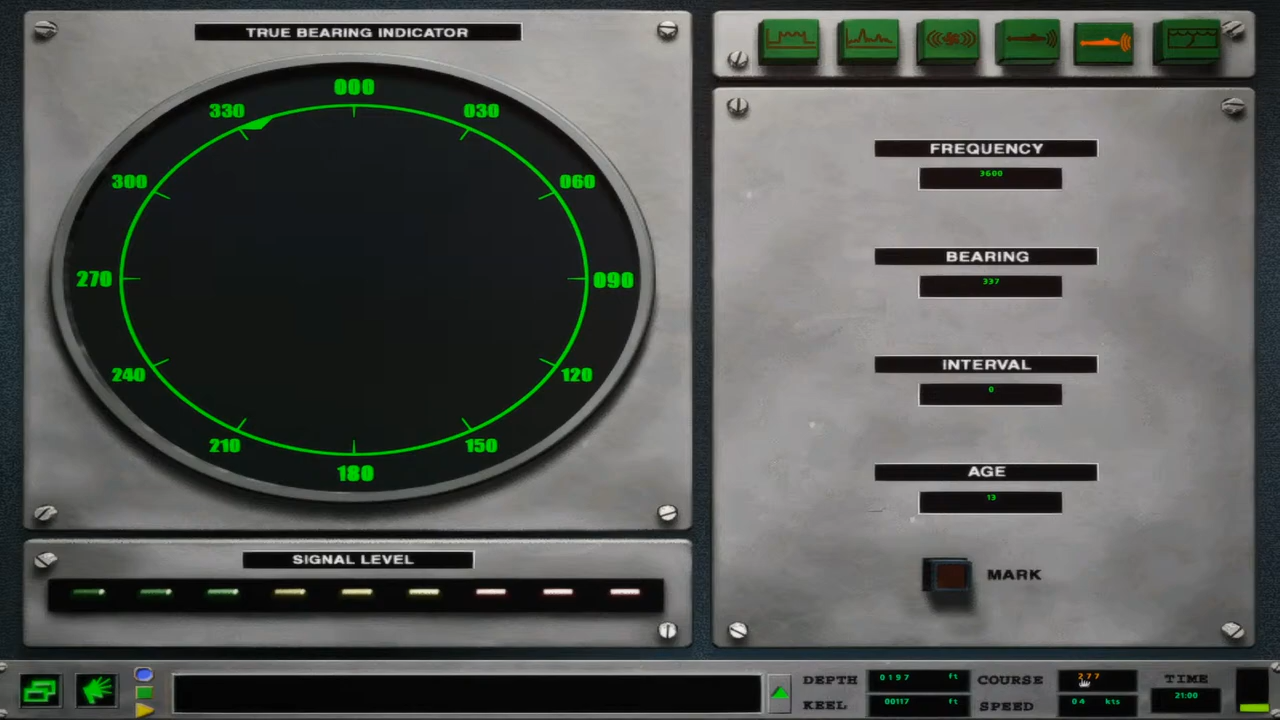 TRUE BEARING INDICATOR
000
330
030
300
060
270
090
240
120
210
150
180
SIGNAL LEVEL
FREQUENCY
3600
BEARING
337
INTERVAL
0
AGE
13
MARK
DEPTH 0197 ft COURSE 277 TIME
KEEL 00117 ft SPEED 04 kts 21:00